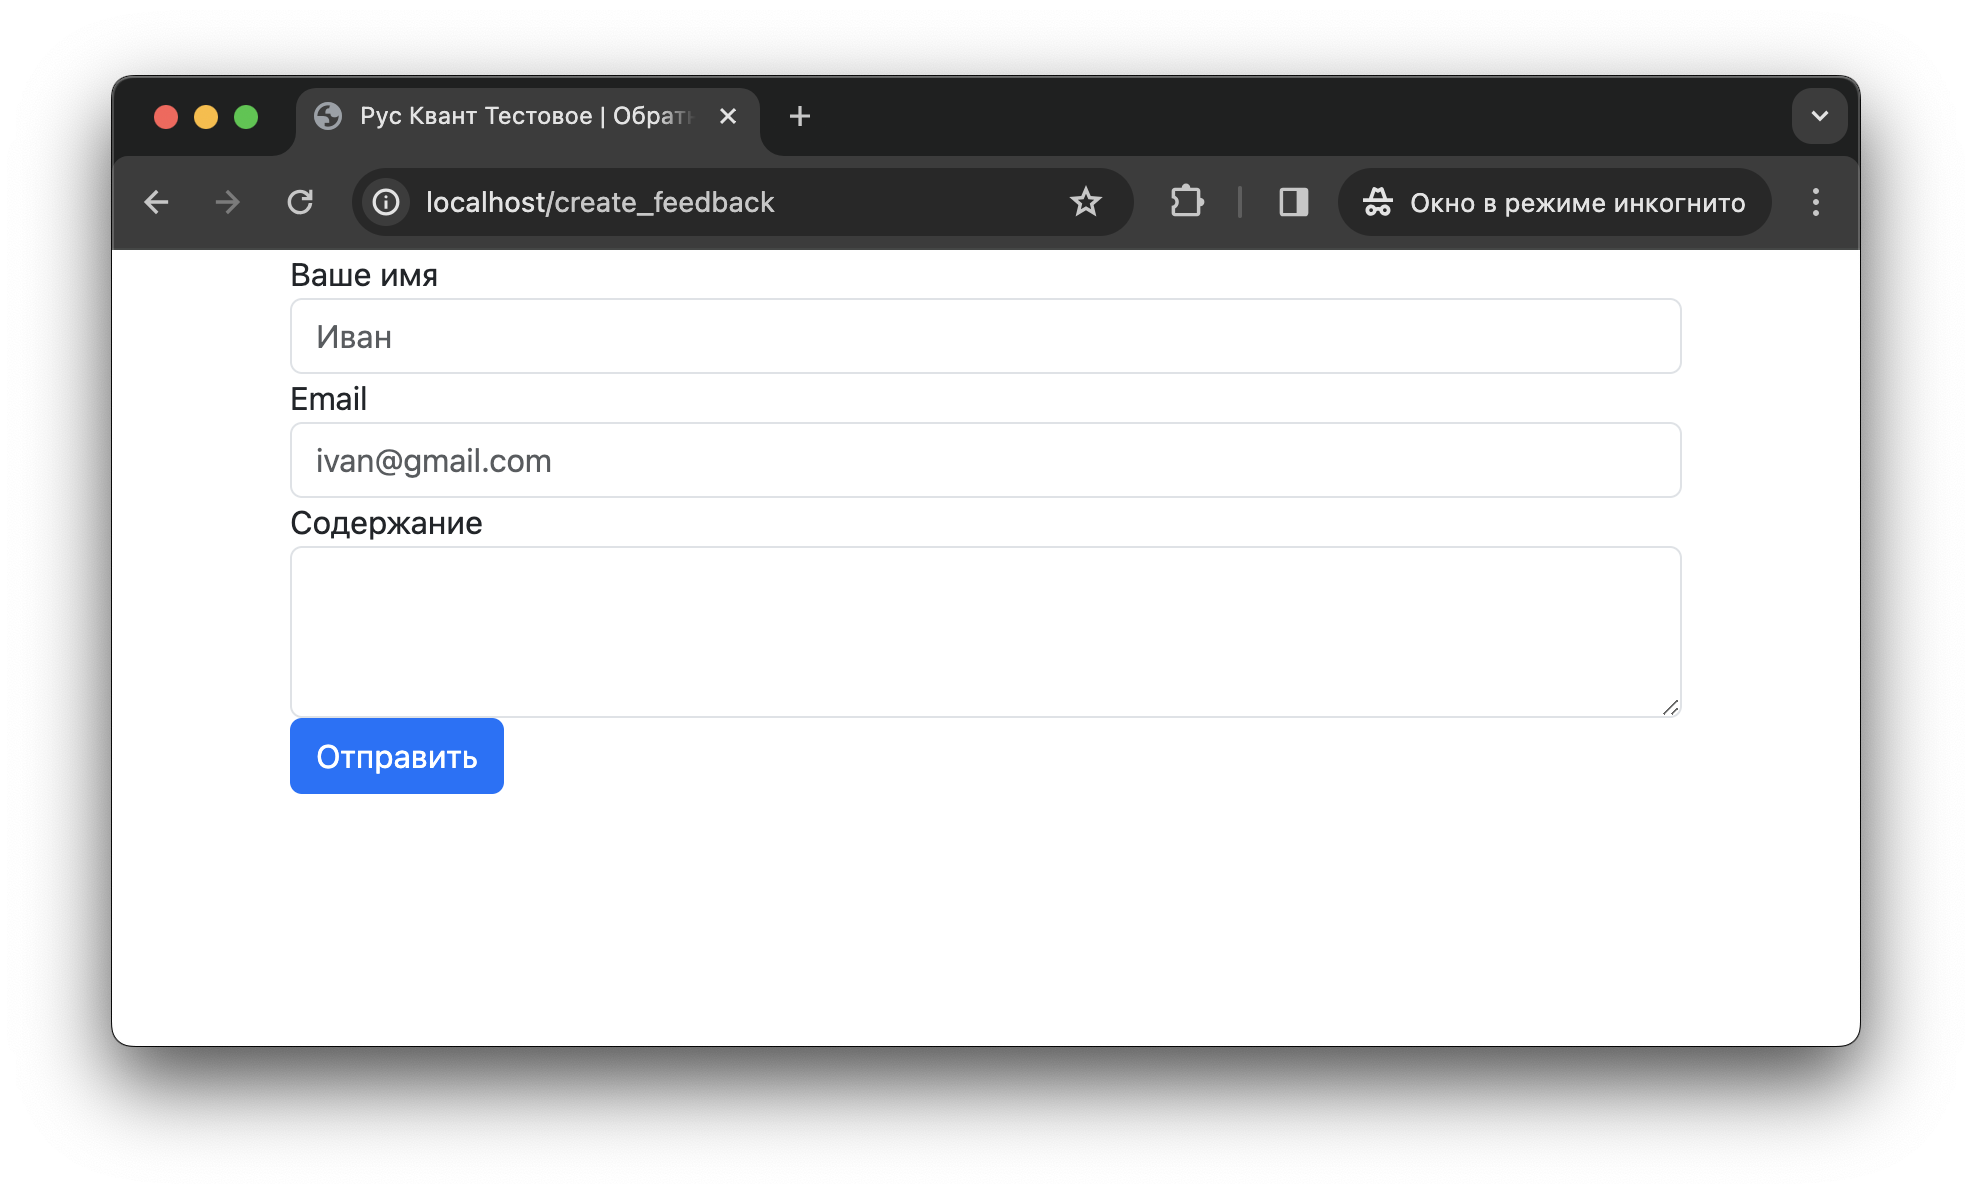 Рус Квант Тестовое | Обрат
localhost/create_feedback
Окно в режиме инкогнито
Ваше имя
Иван
Email
ivan@gmail.com
Содержание
Отправить